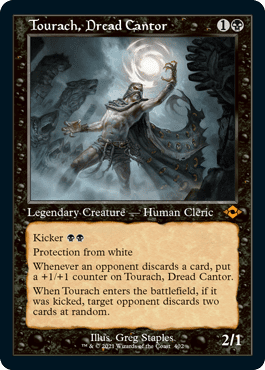 Tourach, Dread Cantor 1
Legendary Creature — Human Cleric
Kicker
Protection from white
Whenever an opponent discards a card, put
a +1/+1 counter on Tourach, Dread Cantor.
When Tourach enters the battlefield, if it
was kicked, target opponent discards two
cards at random.
Illus. Greg Staples
™ & © 2021 Wizards of the Coast
2/1